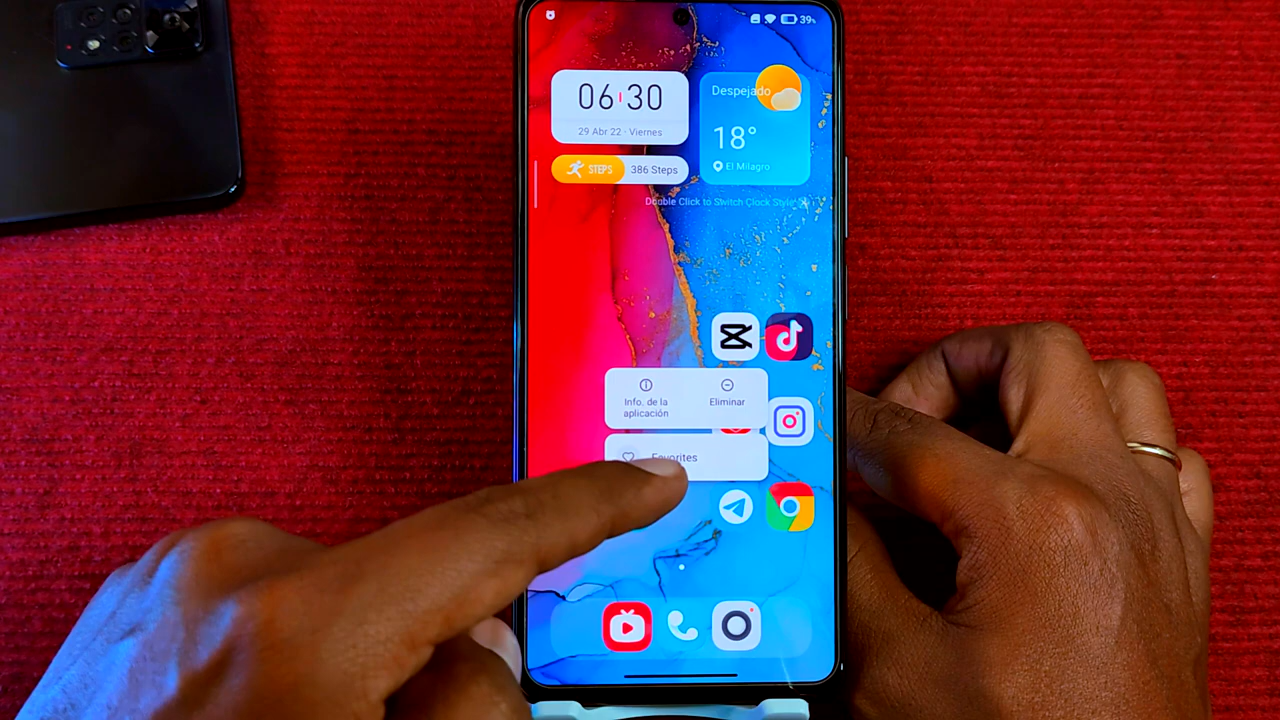 39%
06:30
29 Abr 22 · Viernes
STEPS 386 Steps
Despejado
18°
El Milagro
Double Click to Switch Clock Style
Info. de la
aplicación
Eliminar
Favorites